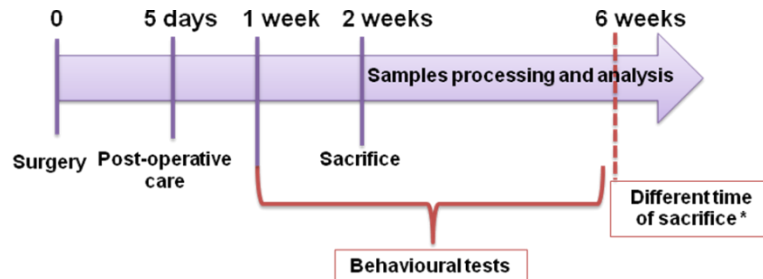 0 5 days 1 week 2 weeks 6 weeks
Samples processing and analysis
Surgery Post-operative
care Sacrifice
Different time
of sacrifice*
Behavioural tests